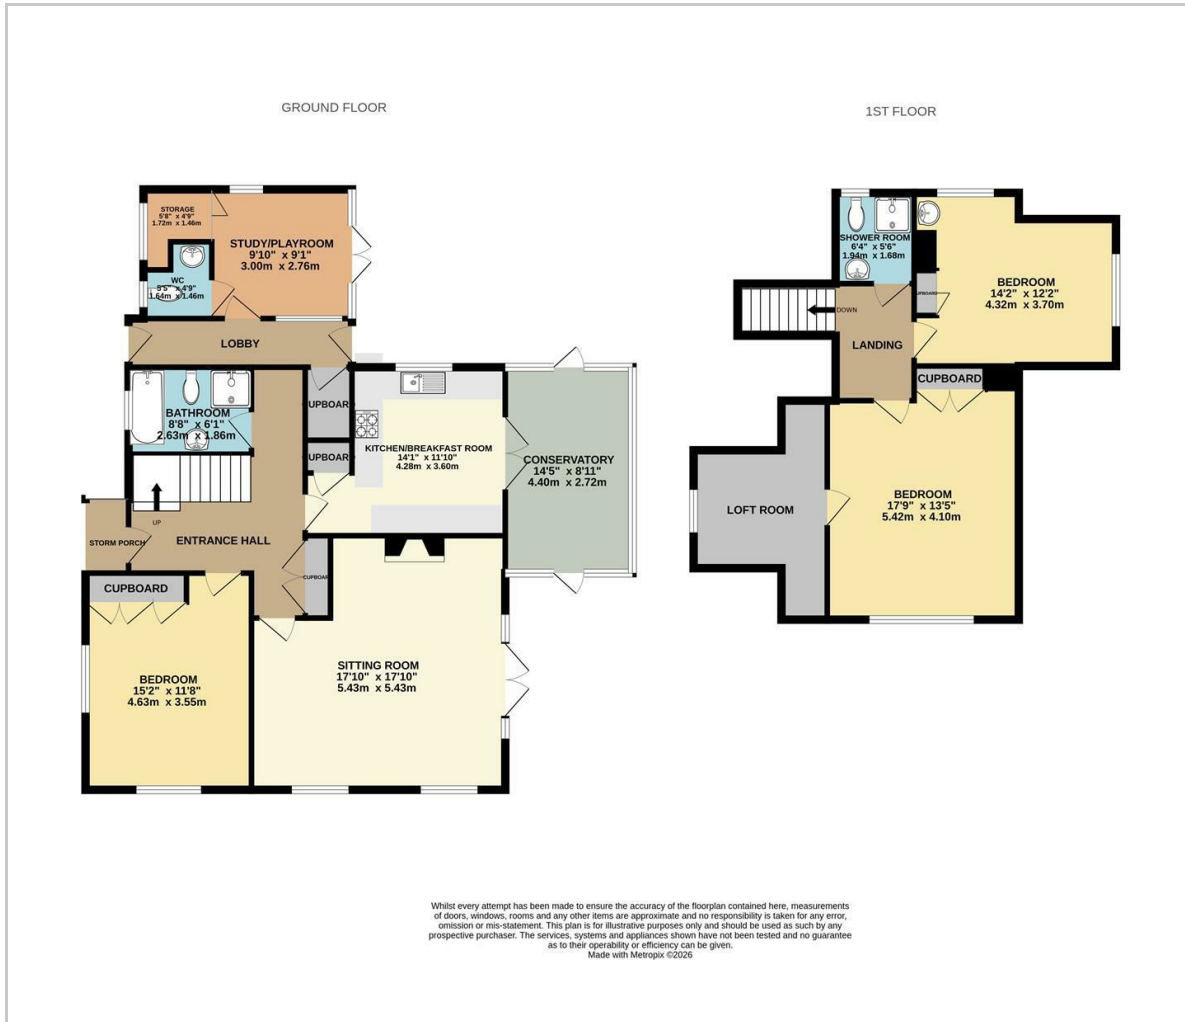 GROUND FLOOR
STORAGE
5'8" x 4'9"
1.72m x 1.46m
STUDY/PLAYROOM
9'10" x 9'1"
3.00m x 2.76m
WC
5'5" x 4'9"
1.64m x 1.46m
LOBBY
BATHROOM
8'8" x 6'1"
2.63m x 1.86m
UPBOAR
UPBOAR
KITCHEN/BREAKFAST ROOM
14'1" x 11'10"
4.28m x 3.60m
CONSERVATORY
14'5" x 8'11"
4.40m x 2.72m
UP
STORM PORCH
ENTRANCE HALL
CUPBOARD
CUPBOAR
BEDROOM
15'2" x 11'8"
4.63m x 3.55m
SITTING ROOM
17'10" x 17'10"
5.43m x 5.43m
1ST FLOOR
SHOWER ROOM
6'4" x 5'6"
1.94m x 1.68m
BEDROOM
14'2" x 12'2"
4.32m x 3.70m
DOWN
LANDING
CUPBOARD
BEDROOM
17'9" x 13'5"
5.42m x 4.10m
LOFT ROOM
Whilst every attempt has been made to ensure the accuracy of the floorplan contained here, measurements
of doors, windows, rooms and any other items are approximate and no responsibility is taken for any error,
omission or mis-statement. This plan is for illustrative purposes only and should be used as such by any
prospective purchaser. The services, systems and appliances shown have not been tested and no guarantee
as to their operability or efficiency can be given.
Made with Metropix ©2026